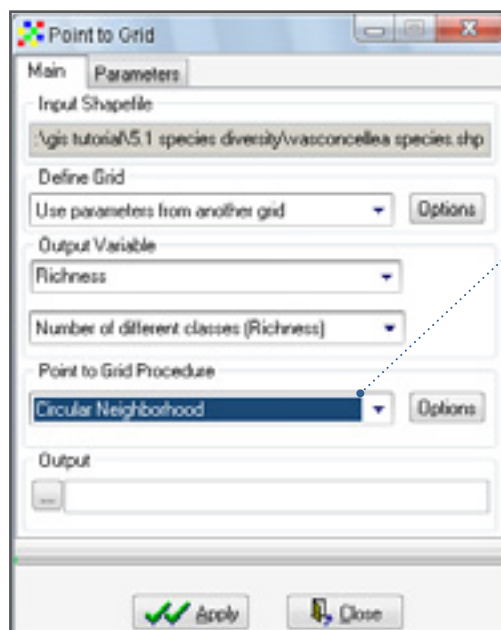 Point to Grid
Main Parameters
Input Shapefile
:\gis tutorial\5.1 species diversity\vasconcellea species.shp
Define Grid
Use parameters from another grid Options
Output Variable
Richness
Number of different classes (Richness)
Point to Grid Procedure
Circular Neighborhood Options
Output
...
Apply Close